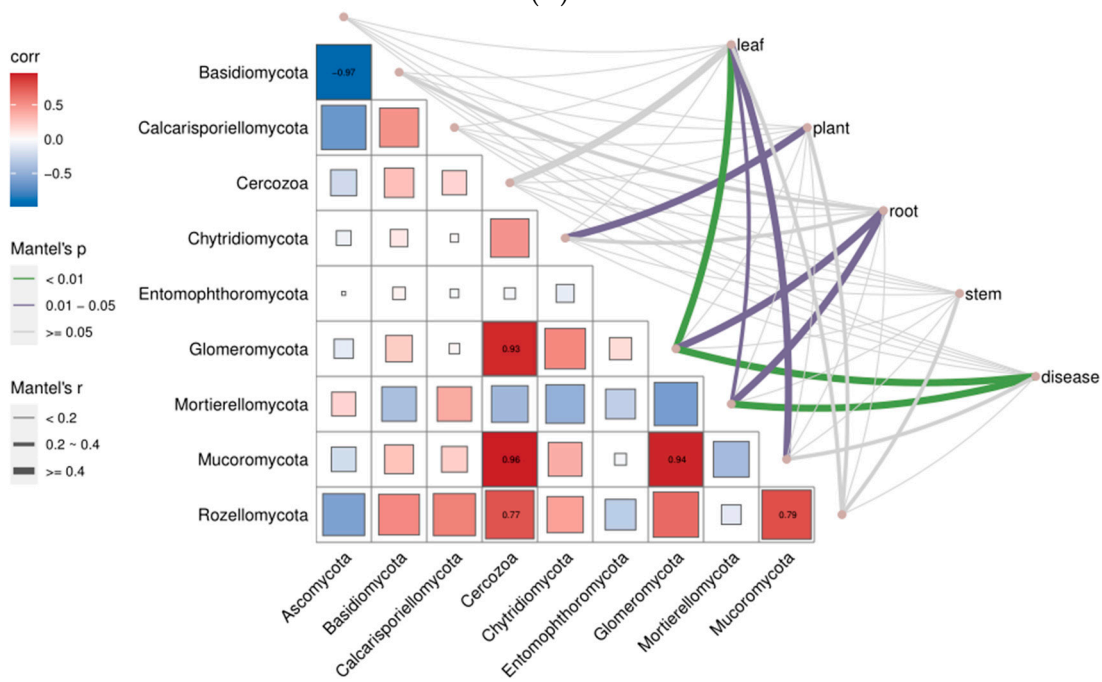 corr
0.5
0.0
−0.5
Mantel's p
< 0.01
0.01 − 0.05
>= 0.05
Mantel's r
< 0.2
0.2 ~ 0.4
>= 0.4
Basidiomycota
Calcarisporiellomycota
Cercozoa
Chytridiomycota
Entomophthoromycota
Glomeromycota
Mortierellomycota
Mucoromycota
Rozellomycota
−0.97
0.93
0.96
0.94
0.77
0.79
leaf
plant
root
stem
disease
Ascomycota
Basidiomycota
Calcarisporiellomycota
Cercozoa
Chytridiomycota
Entomophthoromycota
Glomeromycota
Mortierellomycota
Mucoromycota